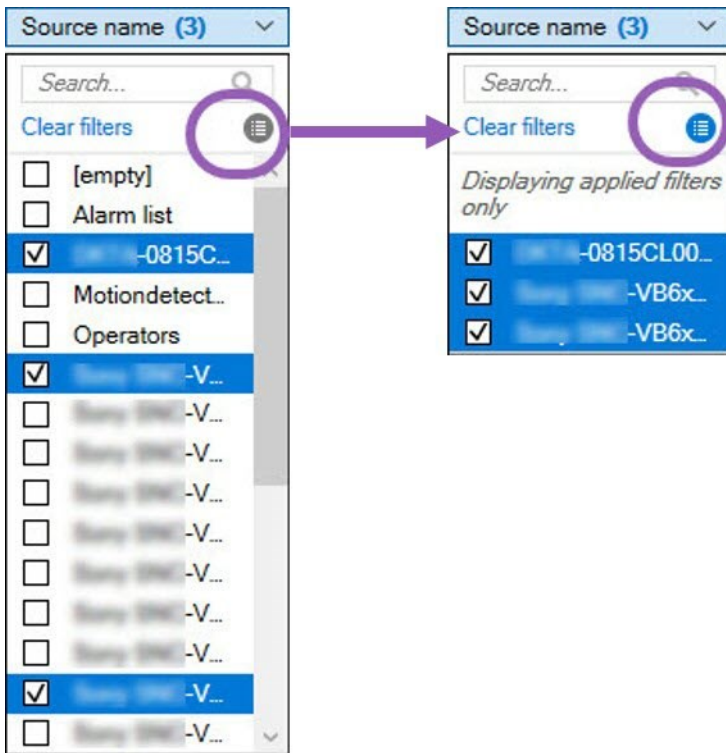 Source name (3)
Search...
Clear filters
[empty]
Alarm list
-0815C...
Motiondetect...
Operators
-V...
-V...
-V...
-V...
-V...
-V...
-V...
-V...
-V...
-V...
Source name (3)
Search...
Clear filters
Displaying applied filters
only
-0815CL00...
-VB6x...
-VB6x...